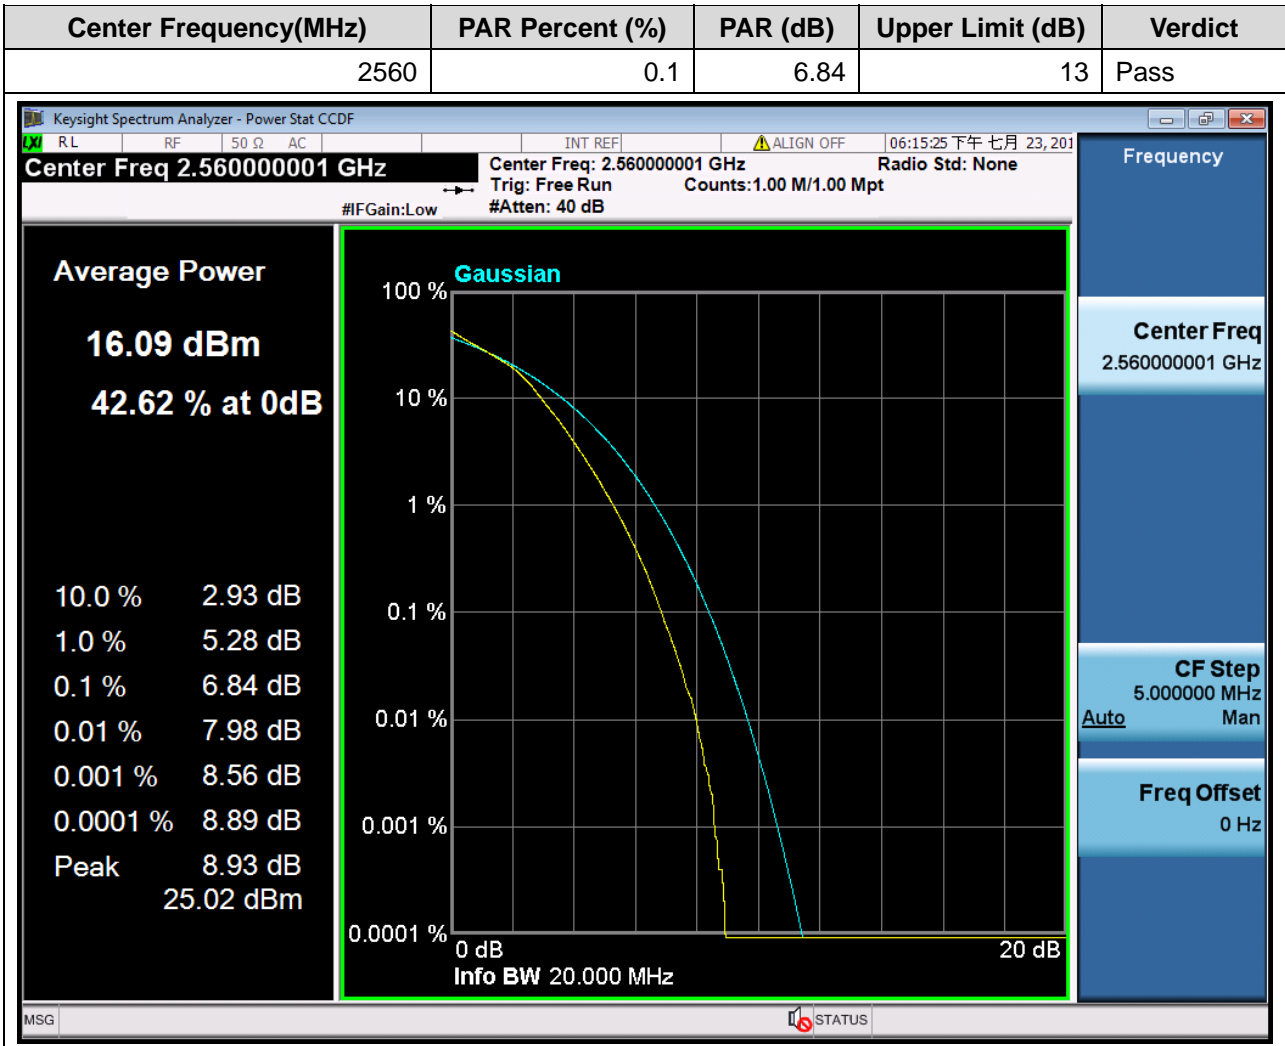 Center Frequency(MHz) PAR Percent (%) PAR (dB) Upper Limit (dB) Verdict
2560 0.1 6.84 13 Pass
Keysight Spectrum Analyzer - Power Stat CCDF
LXI RL RF 50 Ω AC INT REF ALIGN OFF 06:15:25 下午 七月 23, 201
Center Freq 2.560000001 GHz
#IFGain:Low
Center Freq: 2.560000001 GHz Radio Std: None
Trig: Free Run Counts:1.00 M/1.00 Mpt
#Atten: 40 dB
Average Power
16.09 dBm
42.62 % at 0dB
10.0 % 2.93 dB
1.0 % 5.28 dB
0.1 % 6.84 dB
0.01 % 7.98 dB
0.001 % 8.56 dB
0.0001 % 8.89 dB
Peak 8.93 dB
25.02 dBm
Gaussian
100 %
10 %
1 %
0.1 %
0.01 %
0.001 %
0.0001 %
0 dB 20 dB
Info BW 20.000 MHz
Frequency
Center Freq
2.560000001 GHz
CF Step
5.000000 MHz
Auto Man
Freq Offset
0 Hz
MSG STATUS